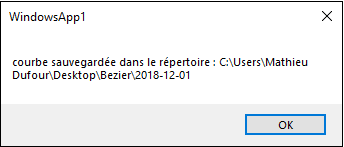 WindowsApp1
courbe sauvegardée dans le répertoire : C:\Users\Mathieu
Dufour\Desktop\Bezier\2018-12-01
OK